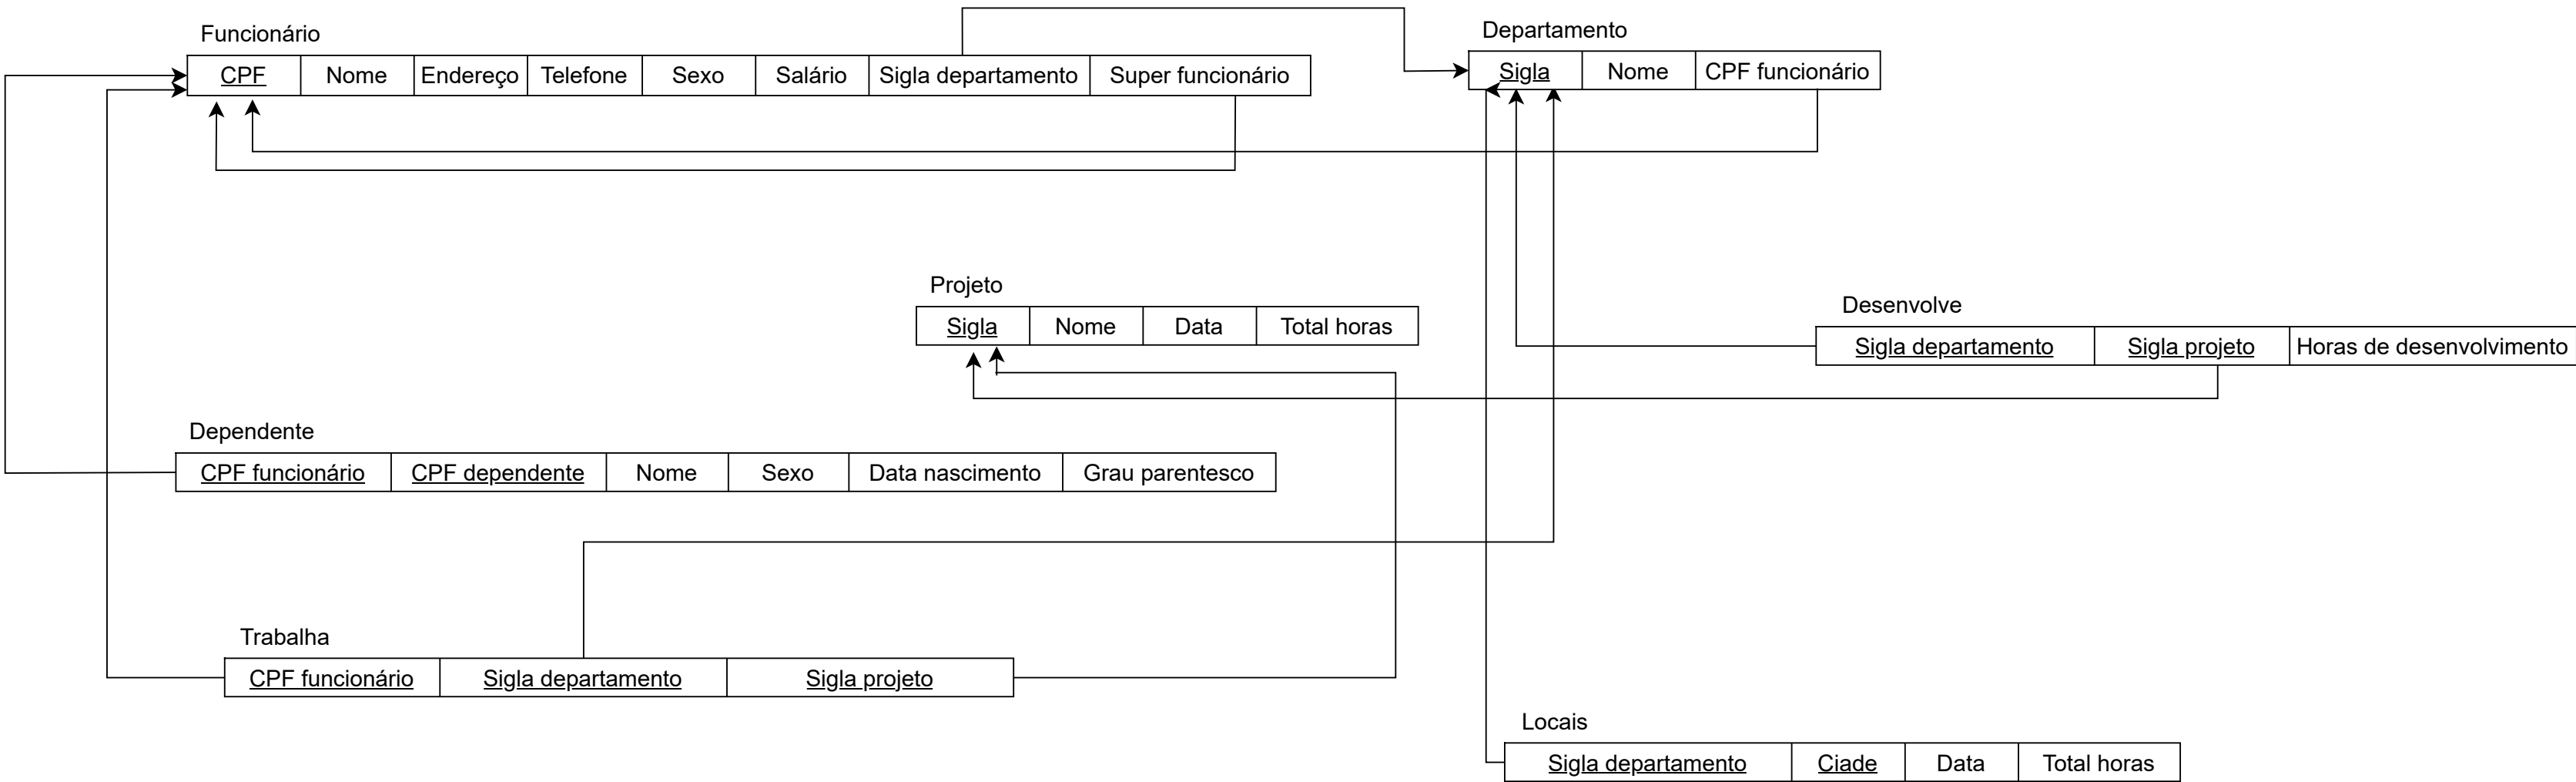 Funcionário
CPF Nome Endereço Telefone Sexo Salário Sigla departamento Super funcionário
Departamento
Sigla Nome CPF funcionário
Projeto
Sigla Nome Data Total horas
Desenvolve
Sigla departamento Sigla projeto Horas de desenvolvimento
Dependente
CPF funcionário CPF dependente Nome Sexo Data nascimento Grau parentesco
Trabalha
CPF funcionário Sigla departamento Sigla projeto
Locais
Sigla departamento Ciade Data Total horas